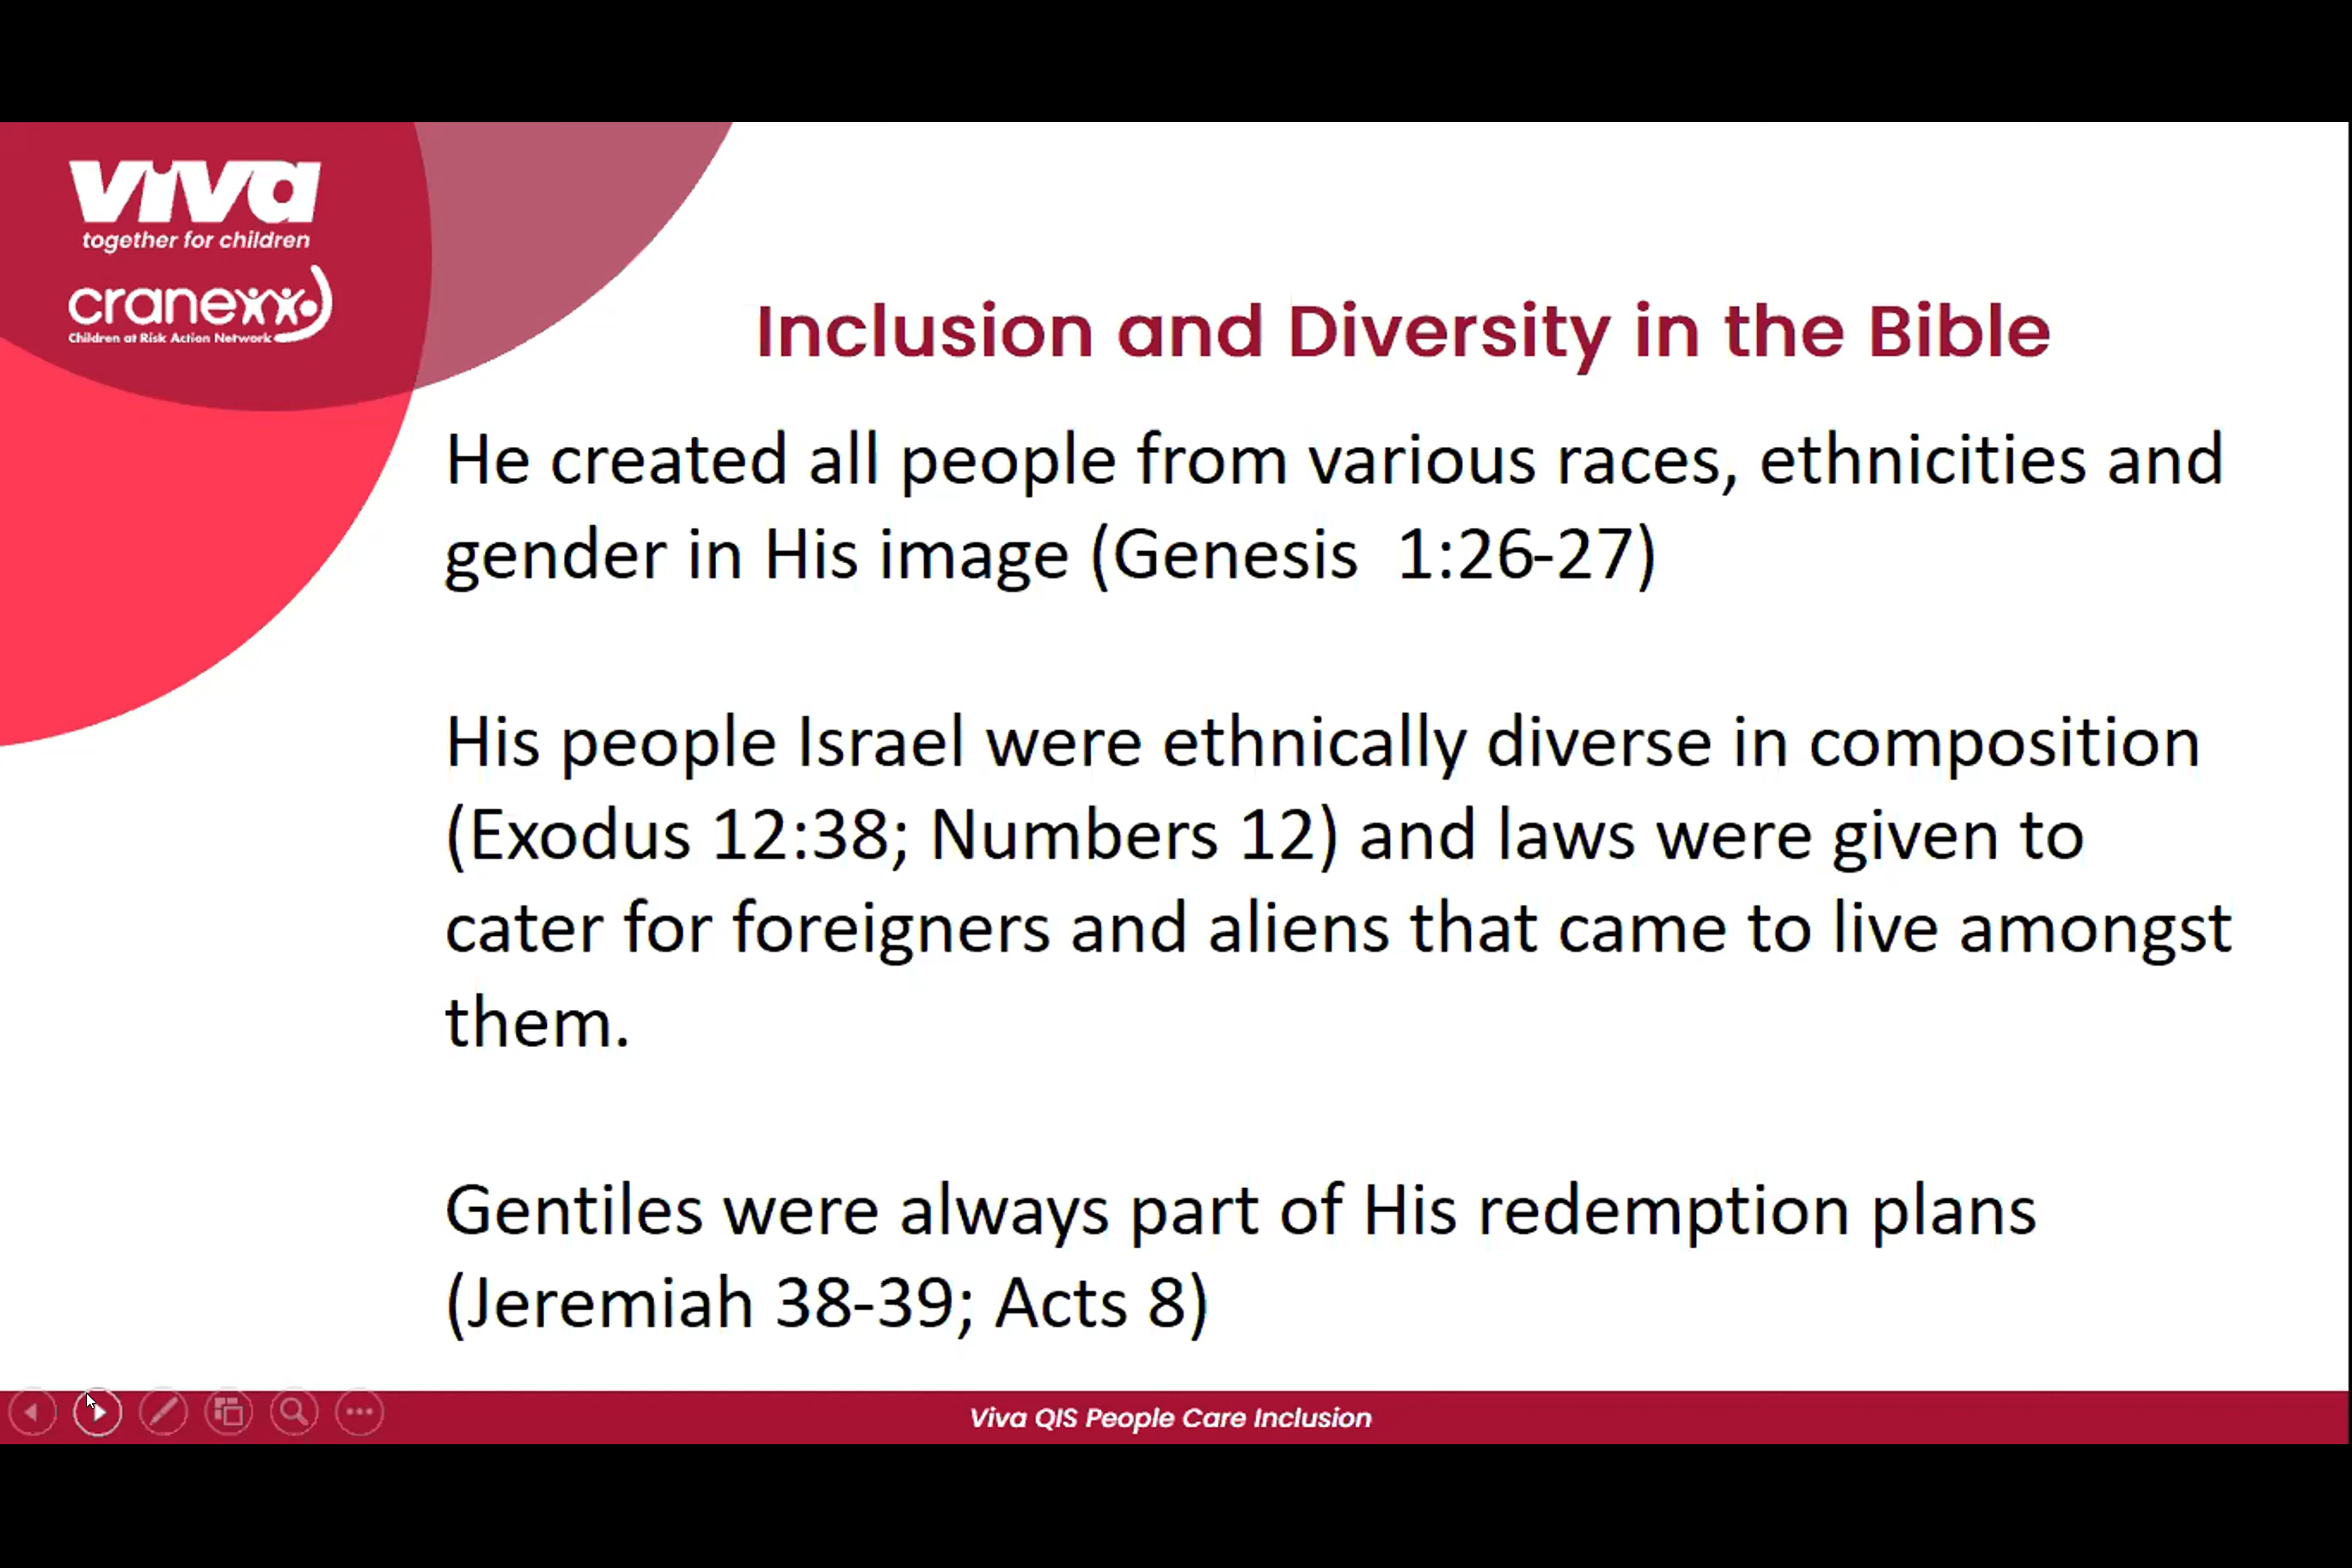 viva
together for children
crane
Children at Risk Action Network
Inclusion and Diversity in the Bible
He created all people from various races, ethnicities and
gender in His image (Genesis  1:26-27)
His people Israel were ethnically diverse in composition
(Exodus 12:38; Numbers 12) and laws were given to
cater for foreigners and aliens that came to live amongst
them.
Gentiles were always part of His redemption plans
(Jeremiah 38-39; Acts 8)
Viva QIS People Care Inclusion